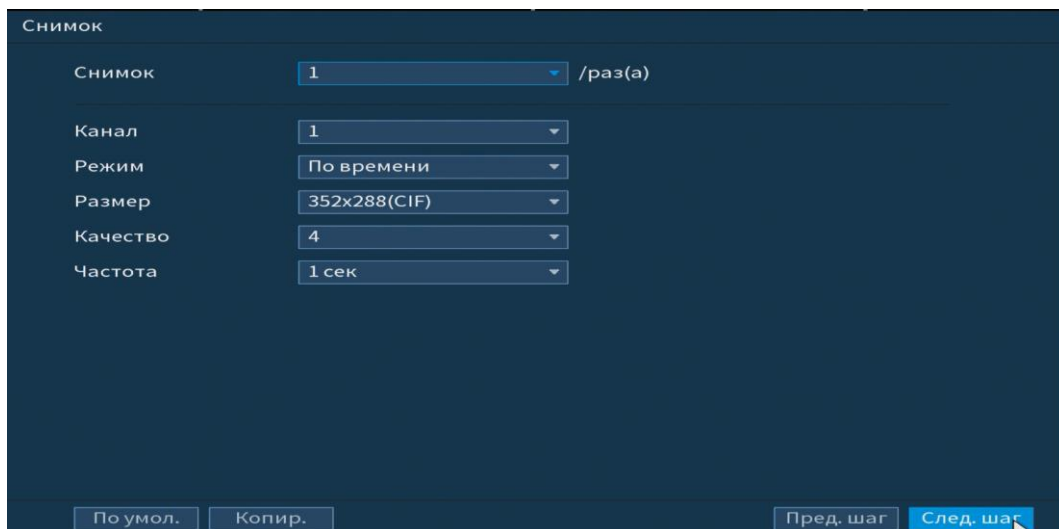 Снимок
Снимок 1 /раз(а)
Канал 1
Режим По времени
Размер 352x288(CIF)
Качество 4
Частота 1 сек
По умол. Копир. Пред. шаг След. шаг